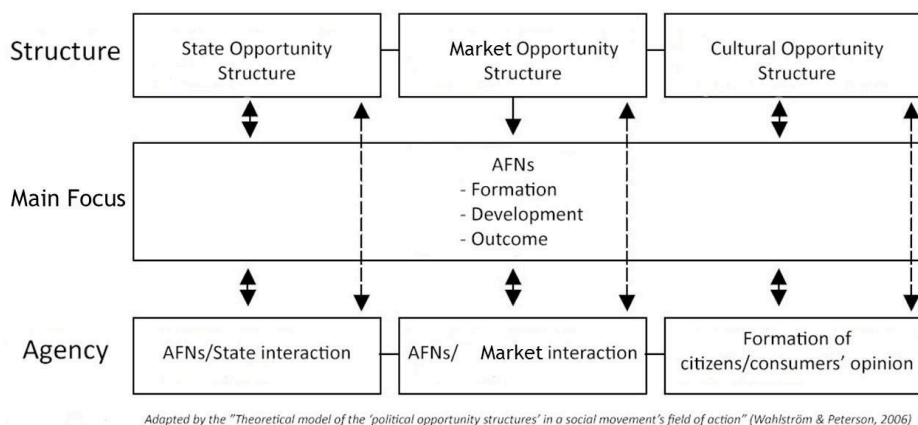 Structure
State Opportunity
Structure
Market Opportunity
Structure
Cultural Opportunity
Structure
Main Focus
AFNs
- Formation
- Development
- Outcome
Agency
AFNs/State interaction
AFNs/ Market interaction
Formation of
citizens/consumers' opinion
Adapted by the "Theoretical model of the 'political opportunity structures' in a social movement's field of action" (Wahlström & Peterson, 2006)